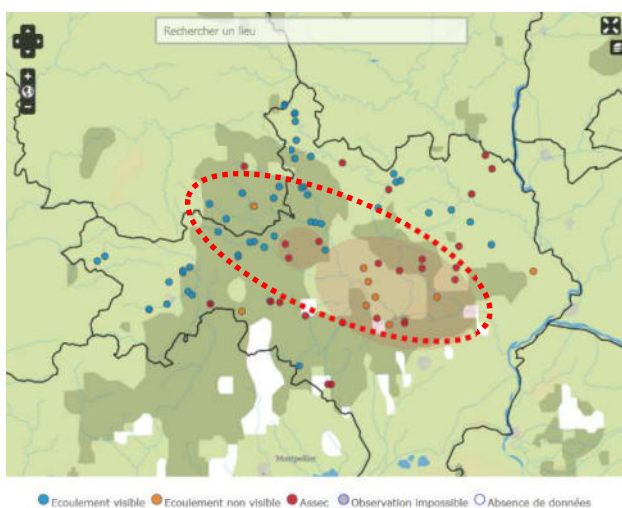 Rechercher un lieu
+
-
Montpellier
Ecoulement visible Ecoulement non visible Assec Observation impossible Absence de données